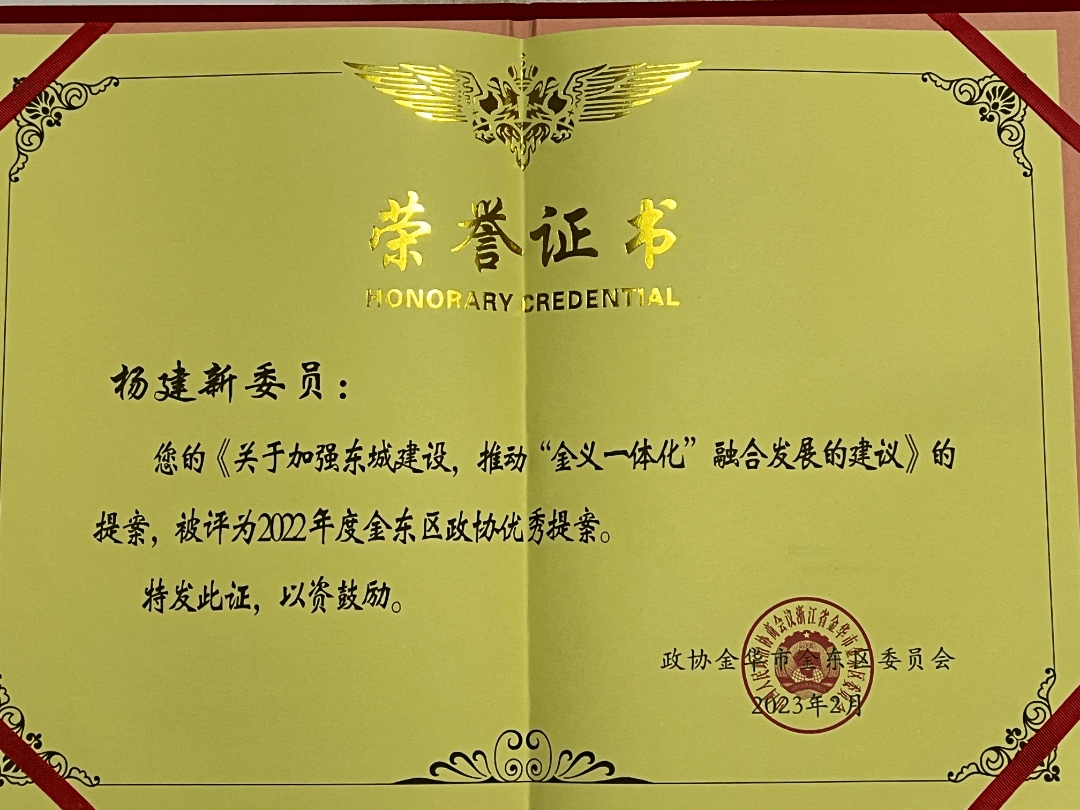 荣誉证书
HONORARY CREDENTIAL
杨建新委员：
您的《关于加强东城建设，推动“金义一体化”融合发展的建议》的
提案，被评为2022年度金东区政协优秀提案。
特发此证，以资鼓励。
政协金华市金东区委员会
2023年2月